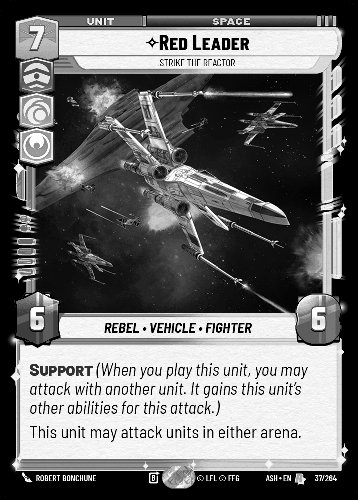 UNIT SPACE
7
✧RED LEADER
STRIKE THE REACTOR
6 6
REBEL • VEHICLE • FIGHTER
SUPPORT (When you play this unit, you may
attack with another unit. It gains this unit's
other abilities for this attack.)
This unit may attack units in either arena.
ROBERT BONCHUNE © LFL © FFG ASH • EN 37/264